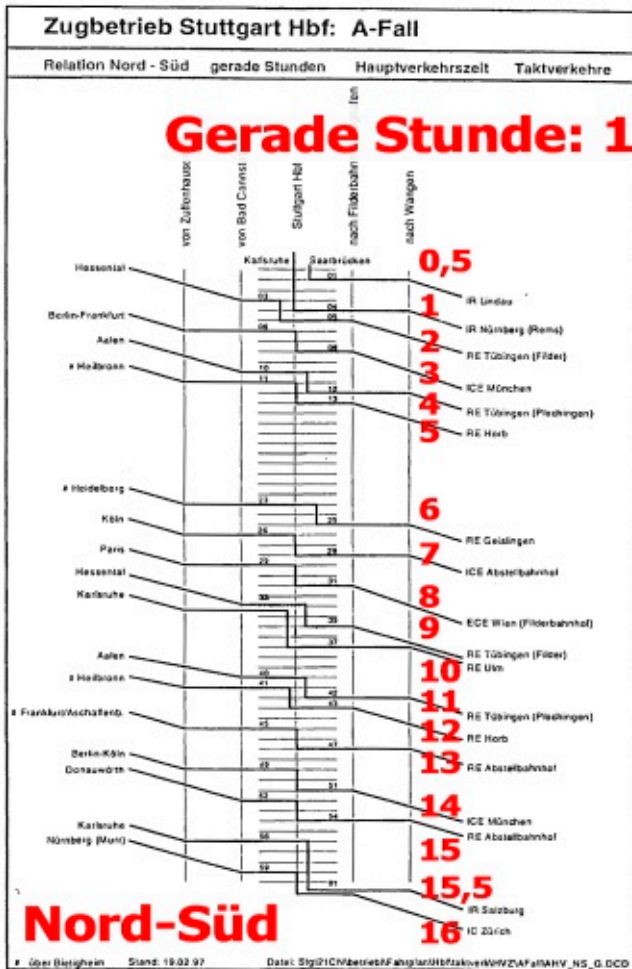 Zugbetrieb Stuttgart Hbf: A-Fall
Relation Nord - Süd gerade Stunden Hauptverkehrszeit Taktverkehre
Gerade Stunde: 1
von Zuffenhausen
von Bad Cannst
Stuttgart Hbf
nach Filderbahn
nach Wangen
Karlsruhe Saarbrücken
0,5
Hessental
IR Lindau
1
Berlin-Frankfurt
IR Nürnberg (Rems)
2
Aalen
RE Tübingen (Filder)
3
# Heilbronn
ICE München
4
RE Tübingen (Plochingen)
5
RE Horb
# Heidelberg
6
Köln
RE Geislingen
7
Paris
ICE Abstellbahnhof
8
Hessental
Karlsruhe
ECE Wien (Filderbahnhof)
9
RE Tübingen (Filder)
RE Ulm
10
Aalen
# Heilbronn
11
RE Tübingen (Plochingen)
# Frankfurt/Aschaffenb.
12
RE Horb
13
RE Abstellbahnhof
Berlin-Köln
Donauwörth
14
ICE München
RE Abstellbahnhof
Karlsruhe
Nürnberg (Murr)
15
15,5
IR Salzburg
Nord-Süd
16
IC Zürich
# über Bietigheim Stand: 19.02.97 Datei: